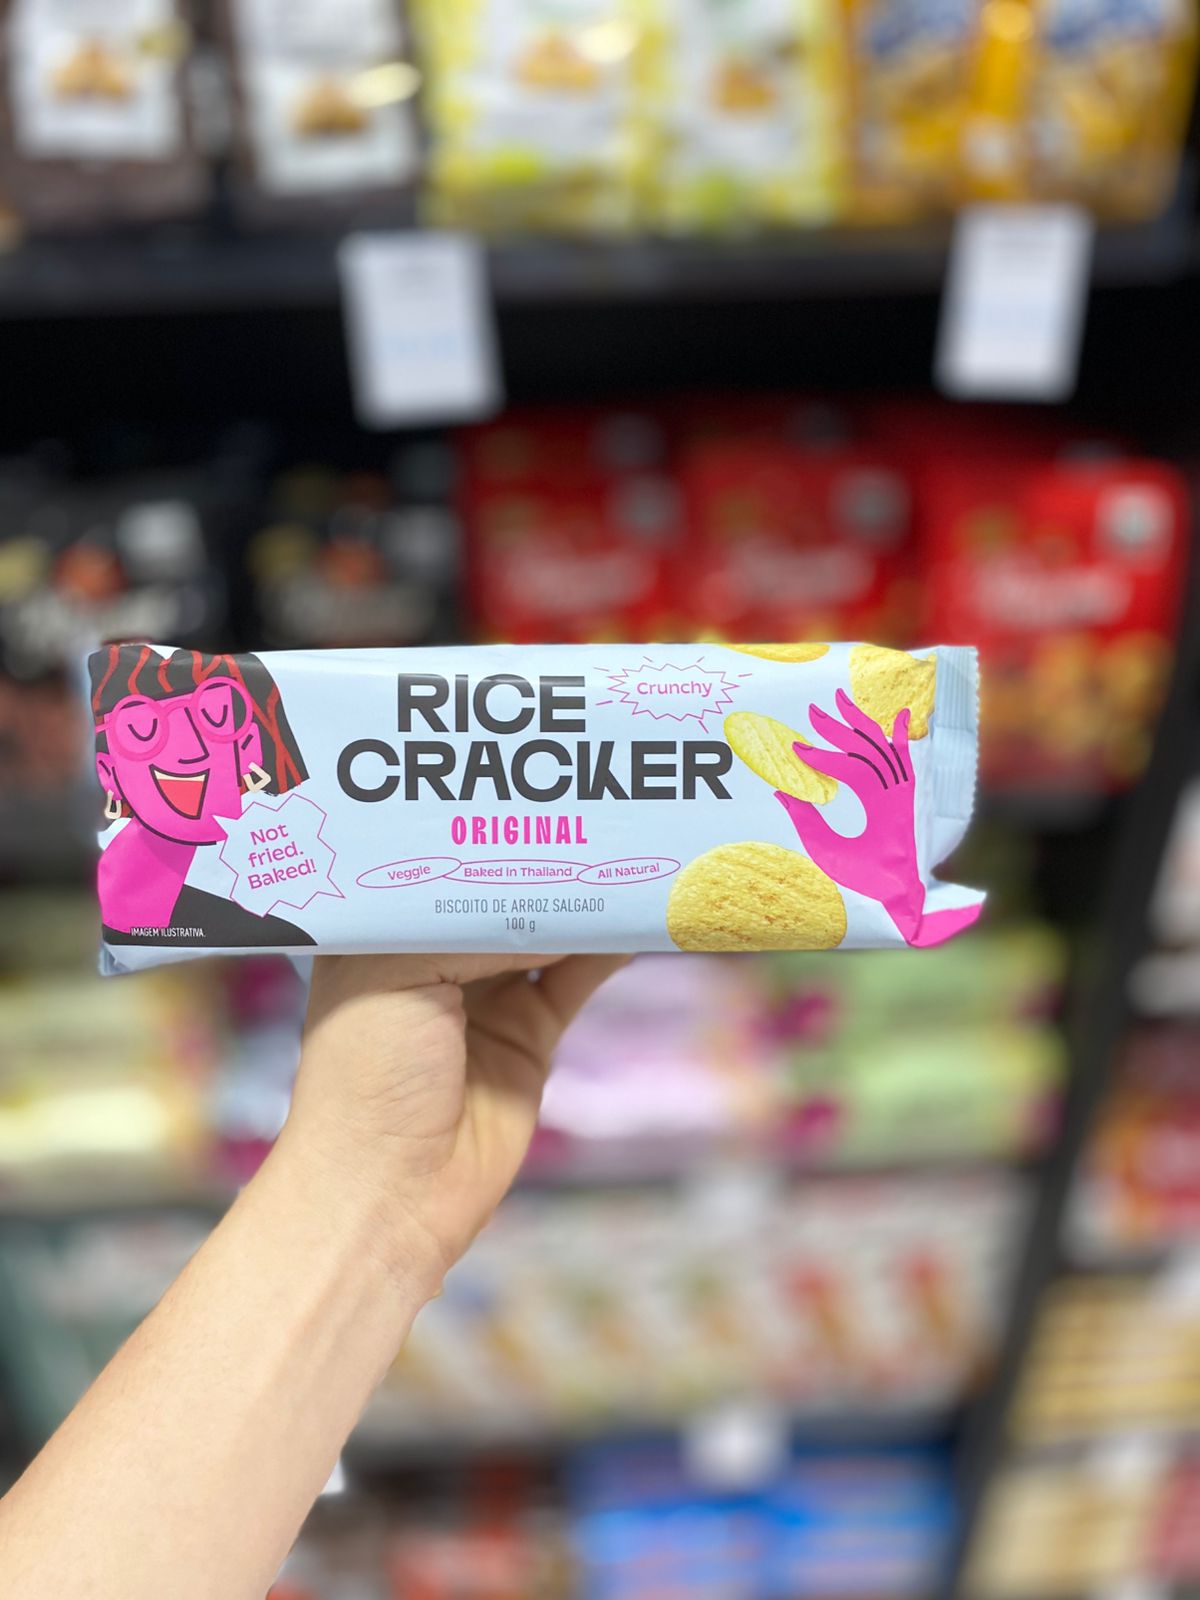 RICE
CRACKER
Crunchy
ORIGINAL
Not
fried.
Baked!
Veggie
Baked in Thailand
All Natural
BISCOITO DE ARROZ SALGADO
100 g
IMAGEM ILUSTRATIVA.